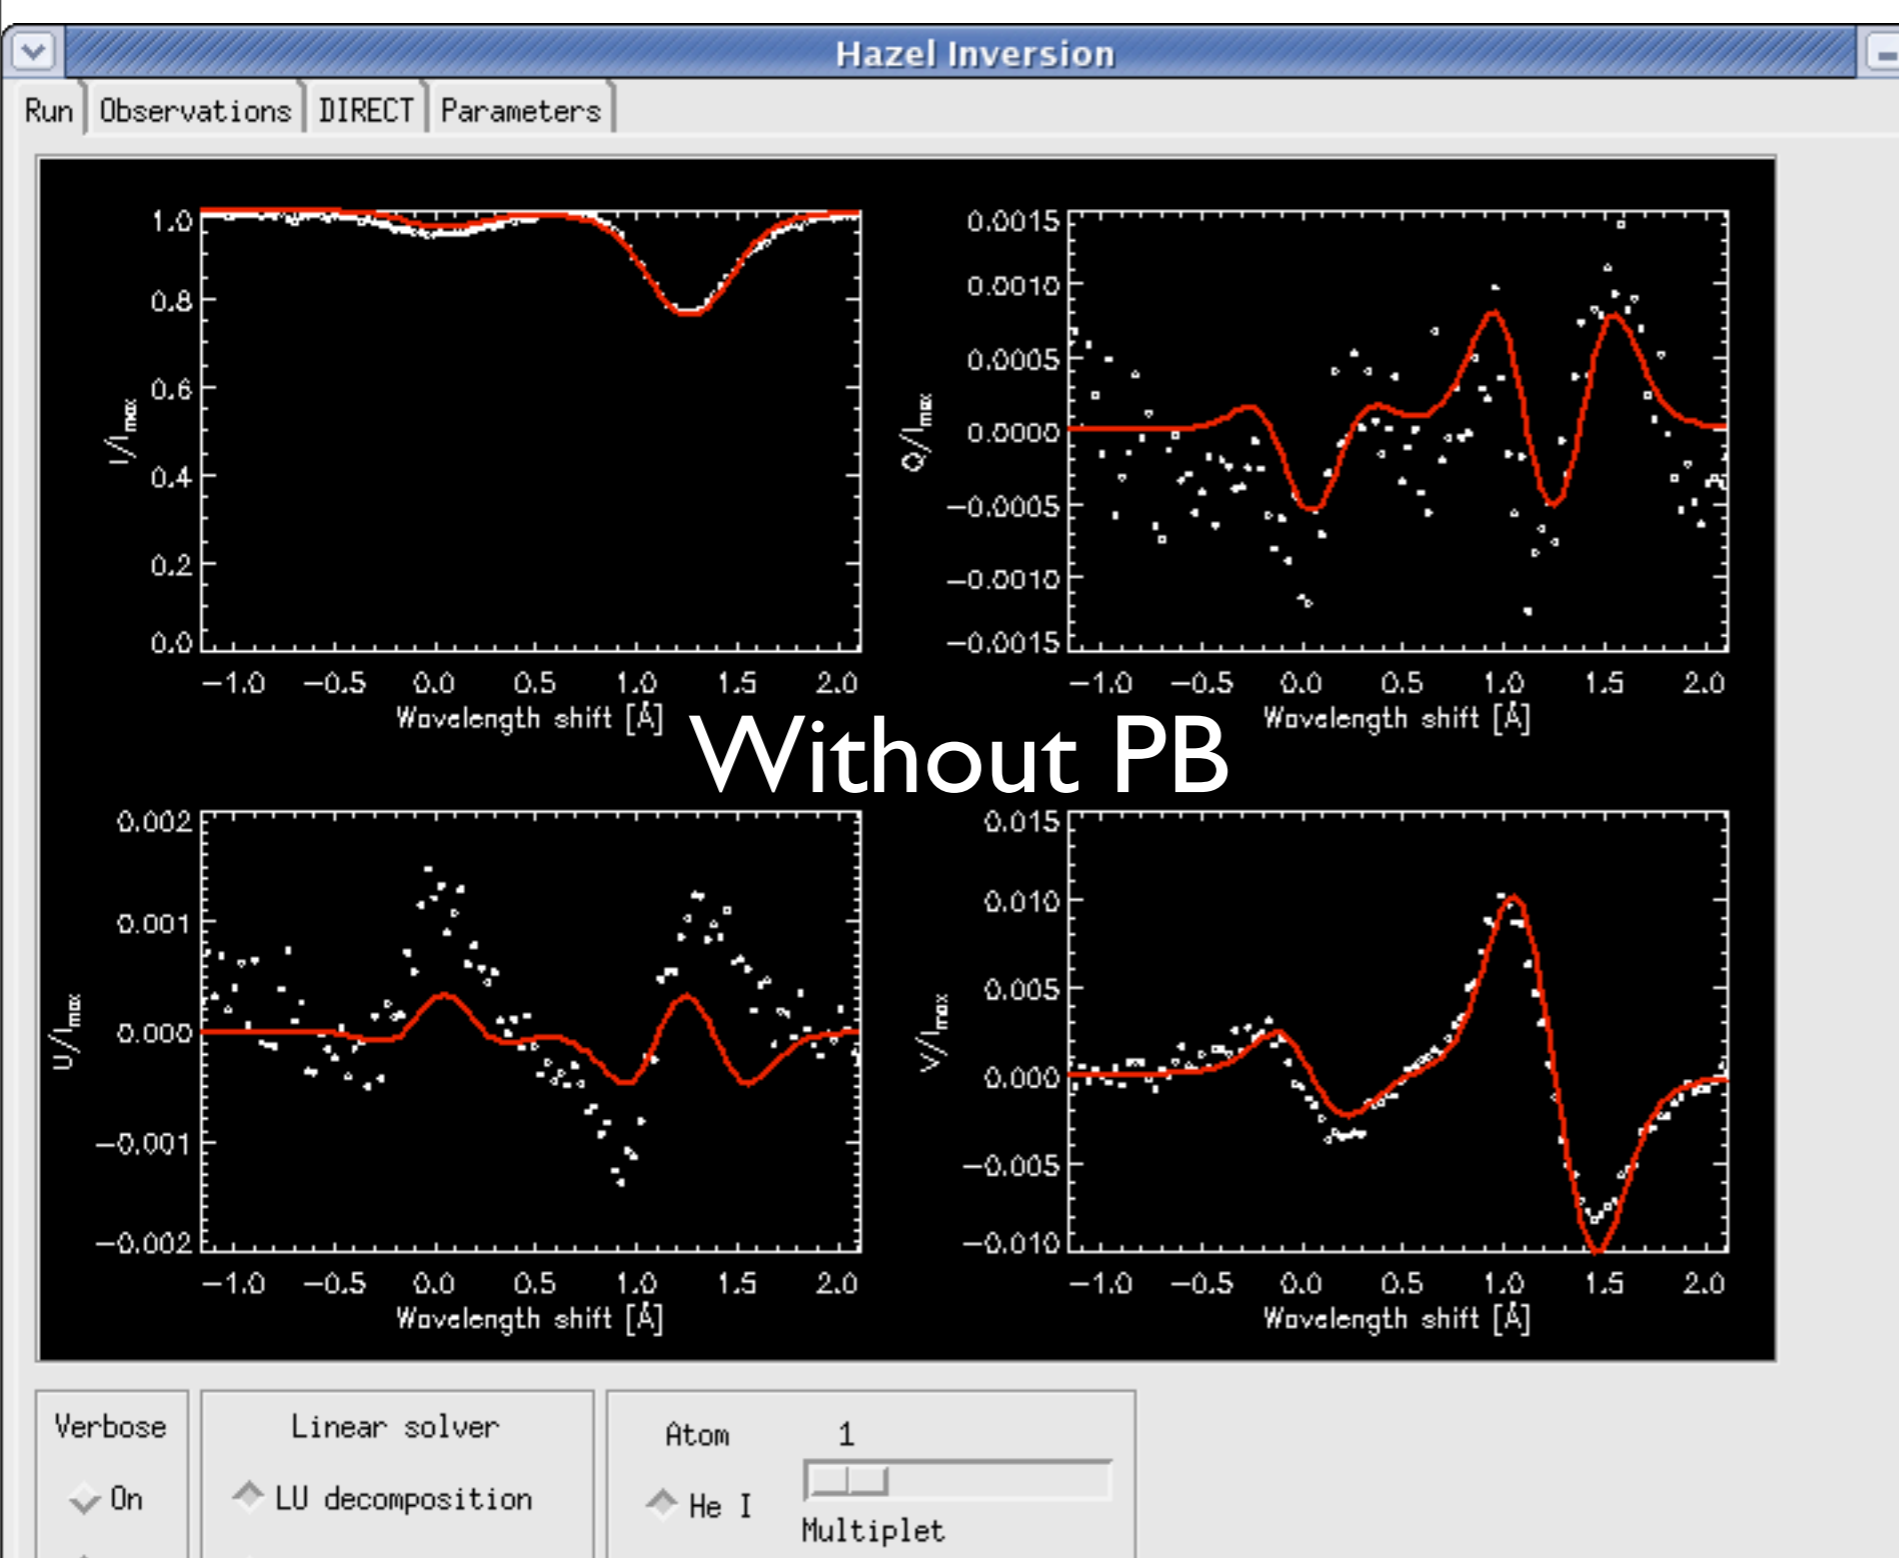 Hazel Inversion
Run Observations DIRECT Parameters
1.0
0.8
0.6
0.4
0.2
0.0
I/Imax
−1.0 −0.5 0.0 0.5 1.0 1.5 2.0
Wavelength shift [Å]
0.0015
0.0010
0.0005
0.0000
−0.0005
−0.0010
−0.0015
Q/Imax
−1.0 −0.5 0.0 0.5 1.0 1.5 2.0
Wavelength shift [Å]
Without PB
0.002
0.001
0.000
−0.001
−0.002
U/Imax
−1.0 −0.5 0.0 0.5 1.0 1.5 2.0
Wavelength shift [Å]
0.015
0.010
0.005
0.000
−0.005
−0.010
V/Imax
−1.0 −0.5 0.0 0.5 1.0 1.5 2.0
Wavelength shift [Å]
Verbose
On
Linear solver
LU decomposition
Atom
He I
1
Multiplet